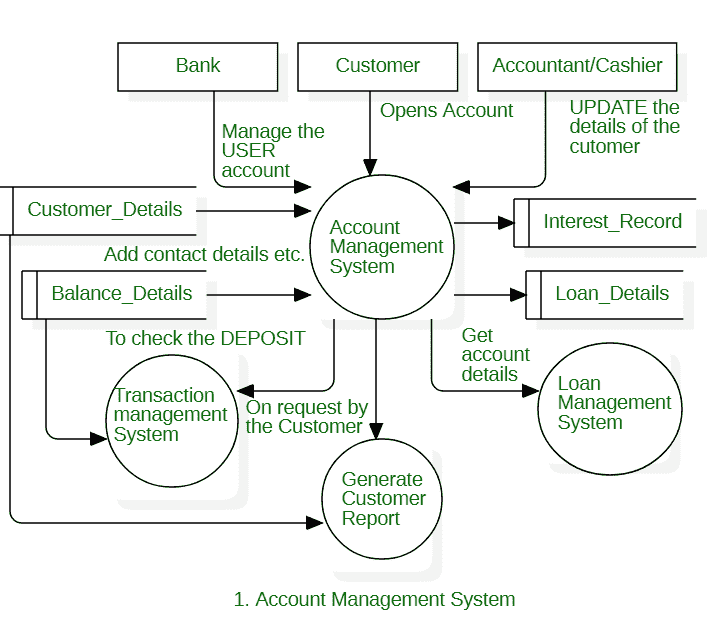 Bank
Customer
Accountant/Cashier
Manage the
USER
account
Opens Account
UPDATE the
details of the
cutomer
Customer_Details
Account
Management
System
Interest_Record
Add contact details etc.
Balance_Details
Loan_Details
To check the DEPOSIT
Get
account
details
Transaction
management
System
On request by
the Customer
Loan
Management
System
Generate
Customer
Report
1. Account Management System